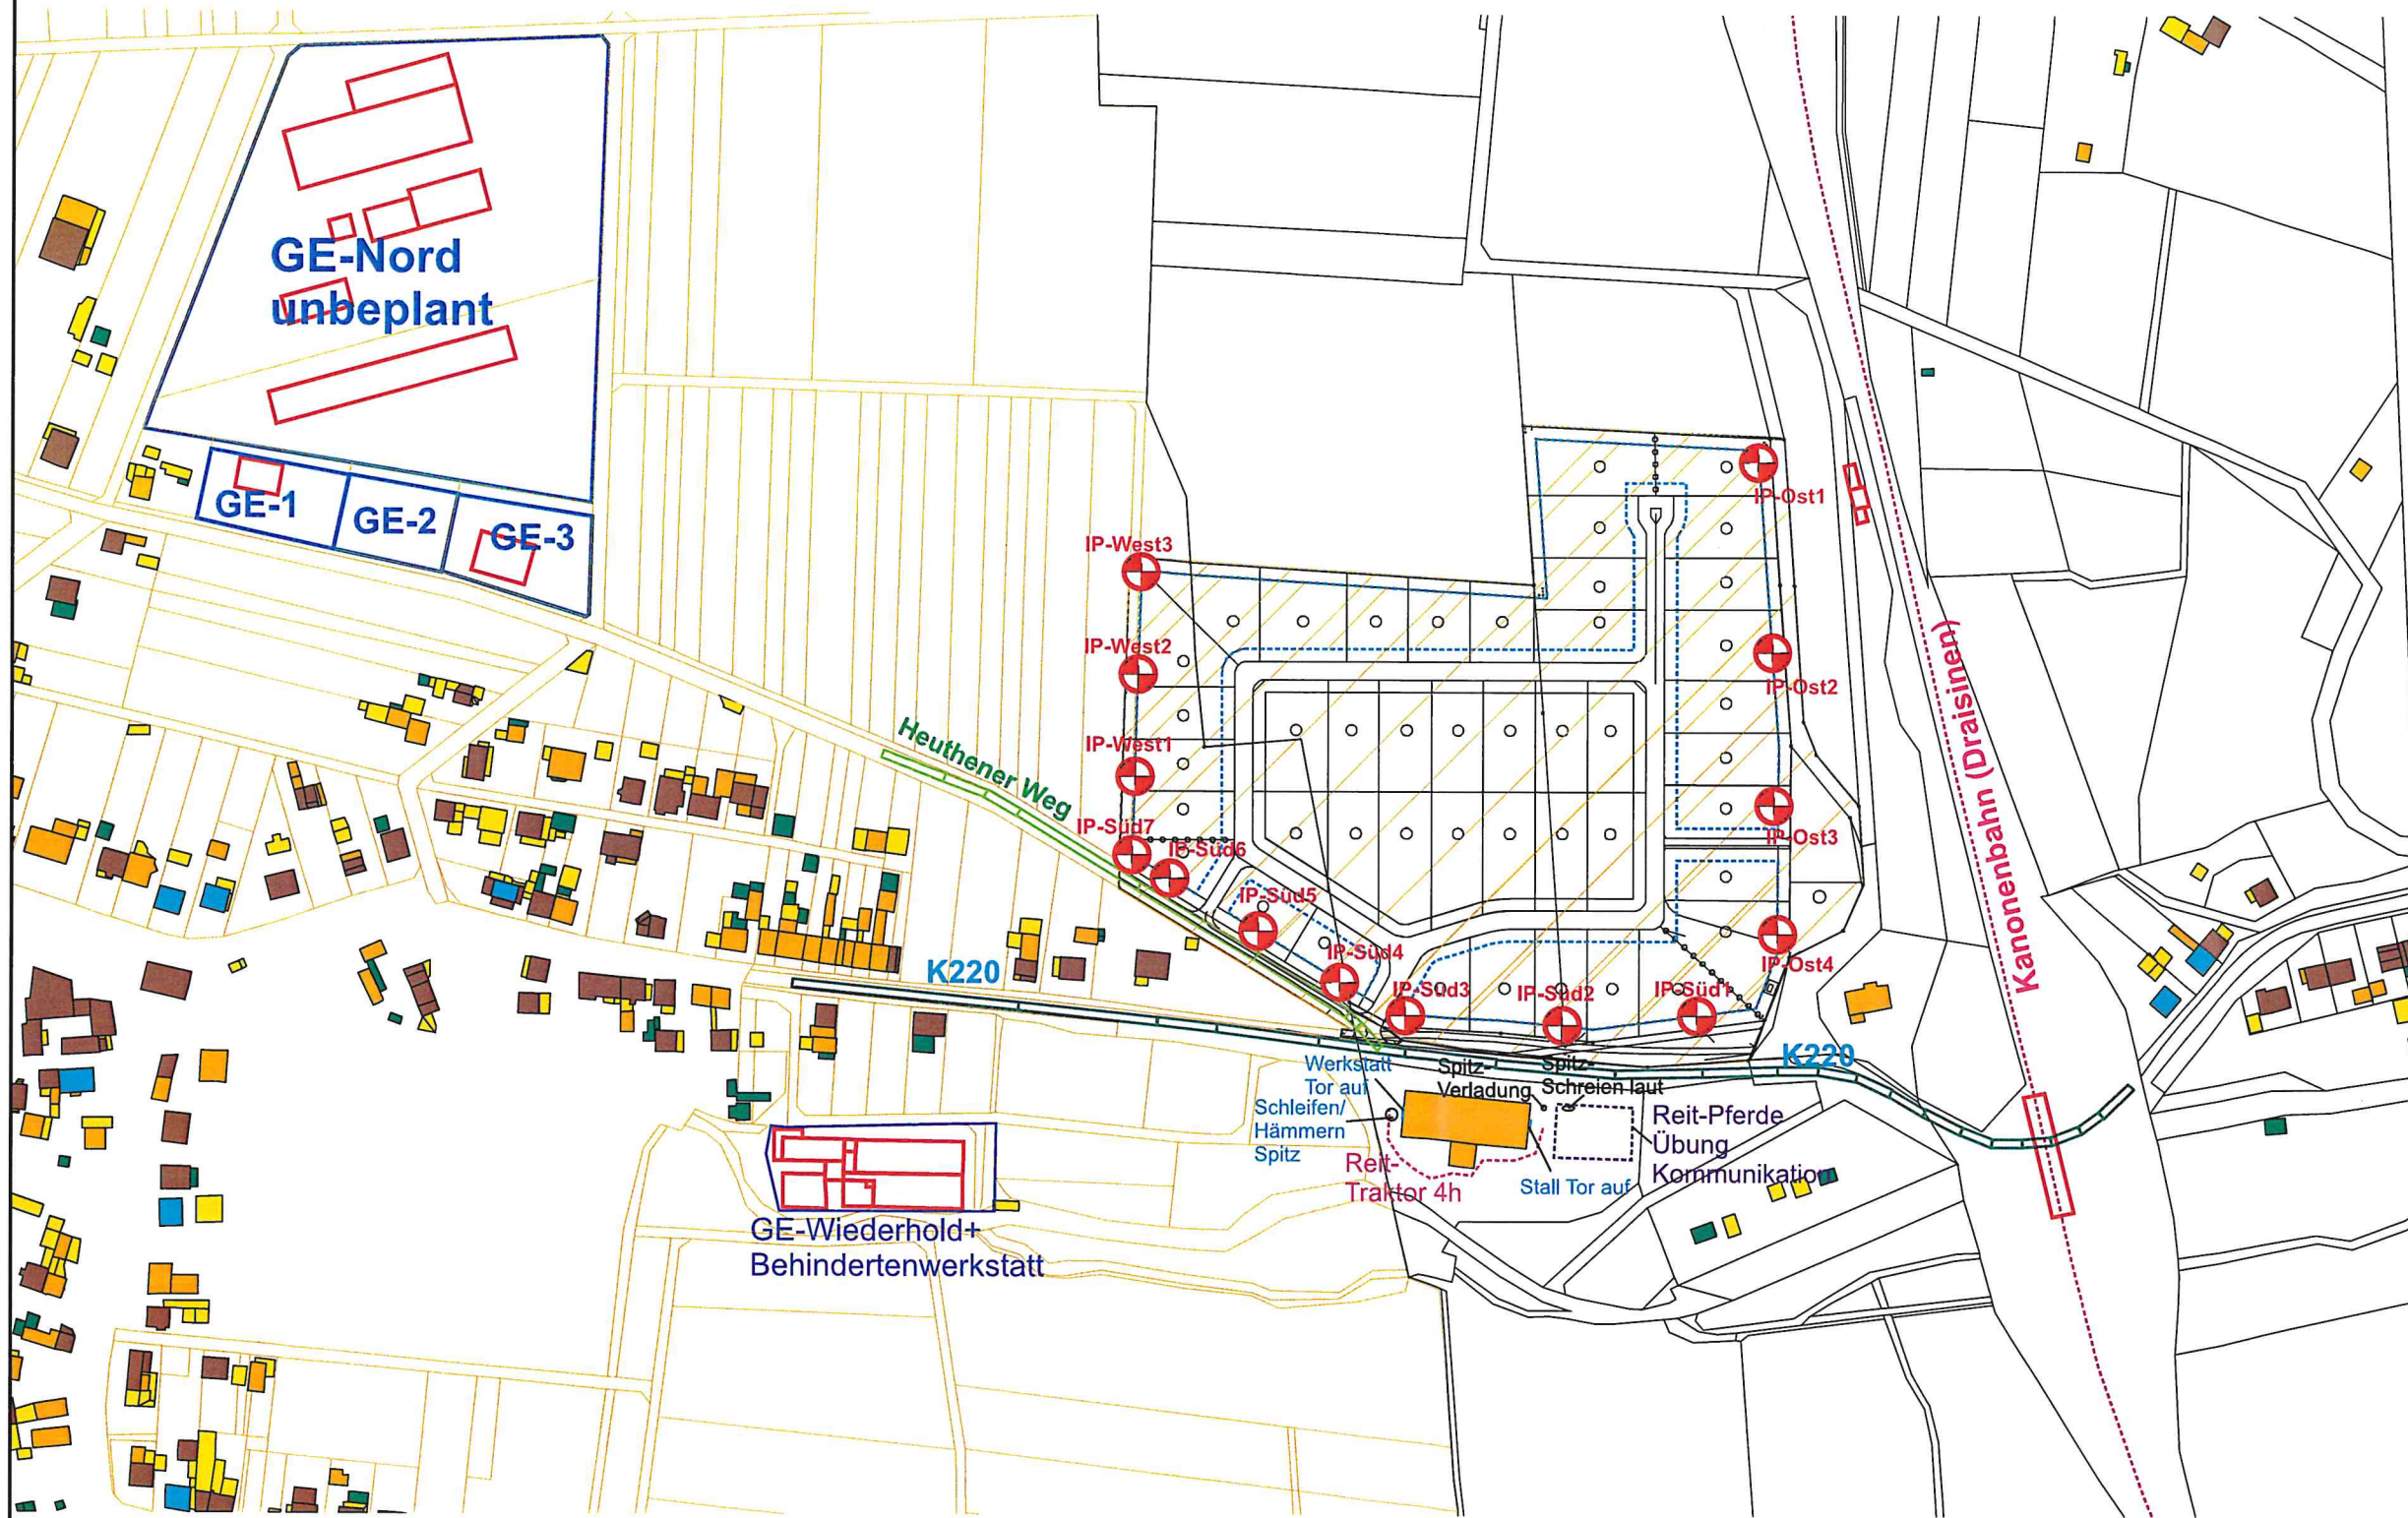 GE-Nord
unbeplant
GE-1
GE-2
GE-3
IP-Ost1
IP-West3
IP-West2
IP-Ost2
IP-West1
Heuthener Weg
IP-Süd7
IP-Süd6
IP-Ost3
IP-Süd5
IP-Süd4
IP-Ost4
IP-Süd3
IP-Süd2
IP-Süd1
Kanonenbahn (Draisinen)
K220
K220
Werkstatt
Tor auf
Spitz-
Verladung
Spitz-
Schreien laut
Schleifen/
Hämmern
Spitz
Reit-Pferde
Übung
Kommunikation
Reit-
Traktor 4h
Stall Tor auf
GE-Wiederhold+
Behindertenwerkstatt